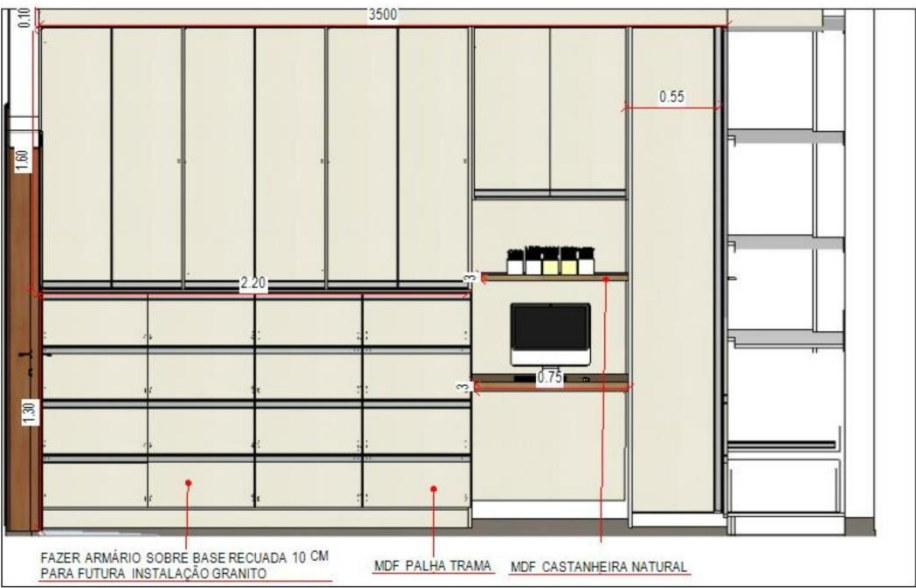 0.10
3500
0.55
1.60
2.20
3
0.75
3
1.30
FAZER ARMÁRIO SOBRE BASE RECUADA 10 CM
PARA FUTURA INSTALAÇÃO GRANITO
MDF PALHA TRAMA
MDF CASTANHEIRA NATURAL